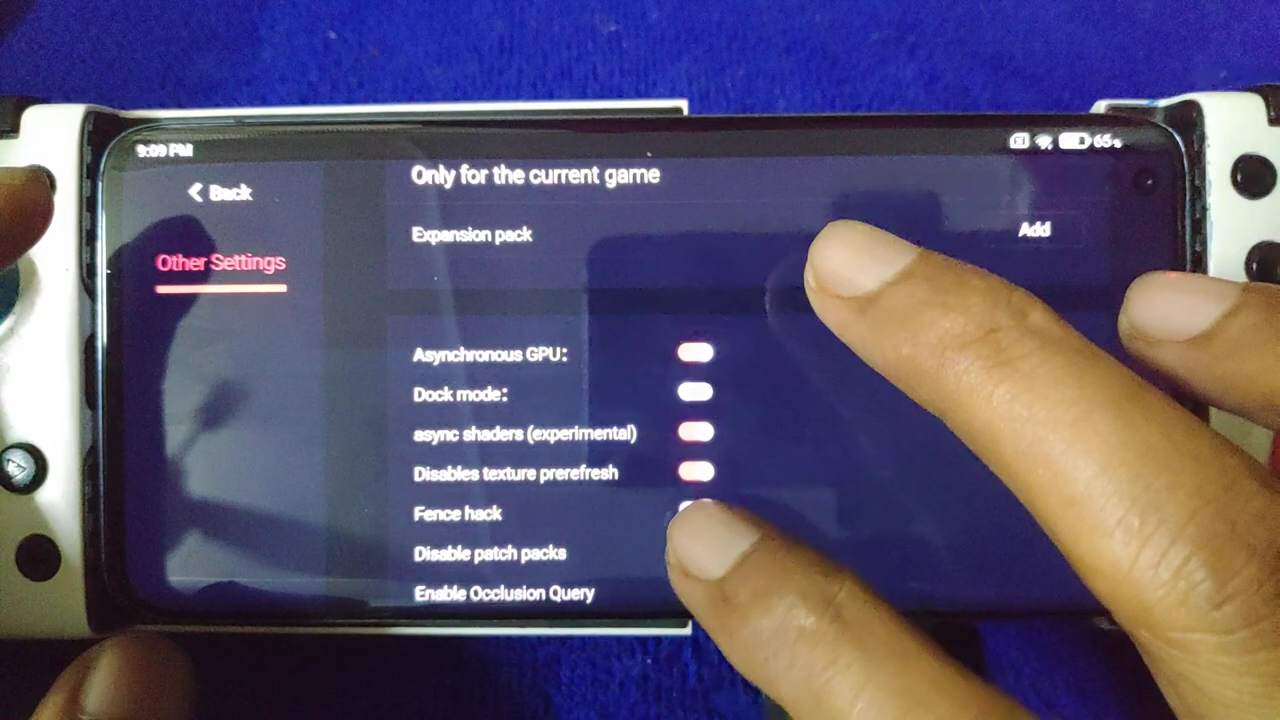 9:09 PM
65%
Back
Only for the current game
Expansion pack
Add
Other Settings
Asynchronous GPU:
Dock mode:
async shaders (experimental)
Disables texture prerefresh
Fence hack
Disable patch packs
Enable Occlusion Query